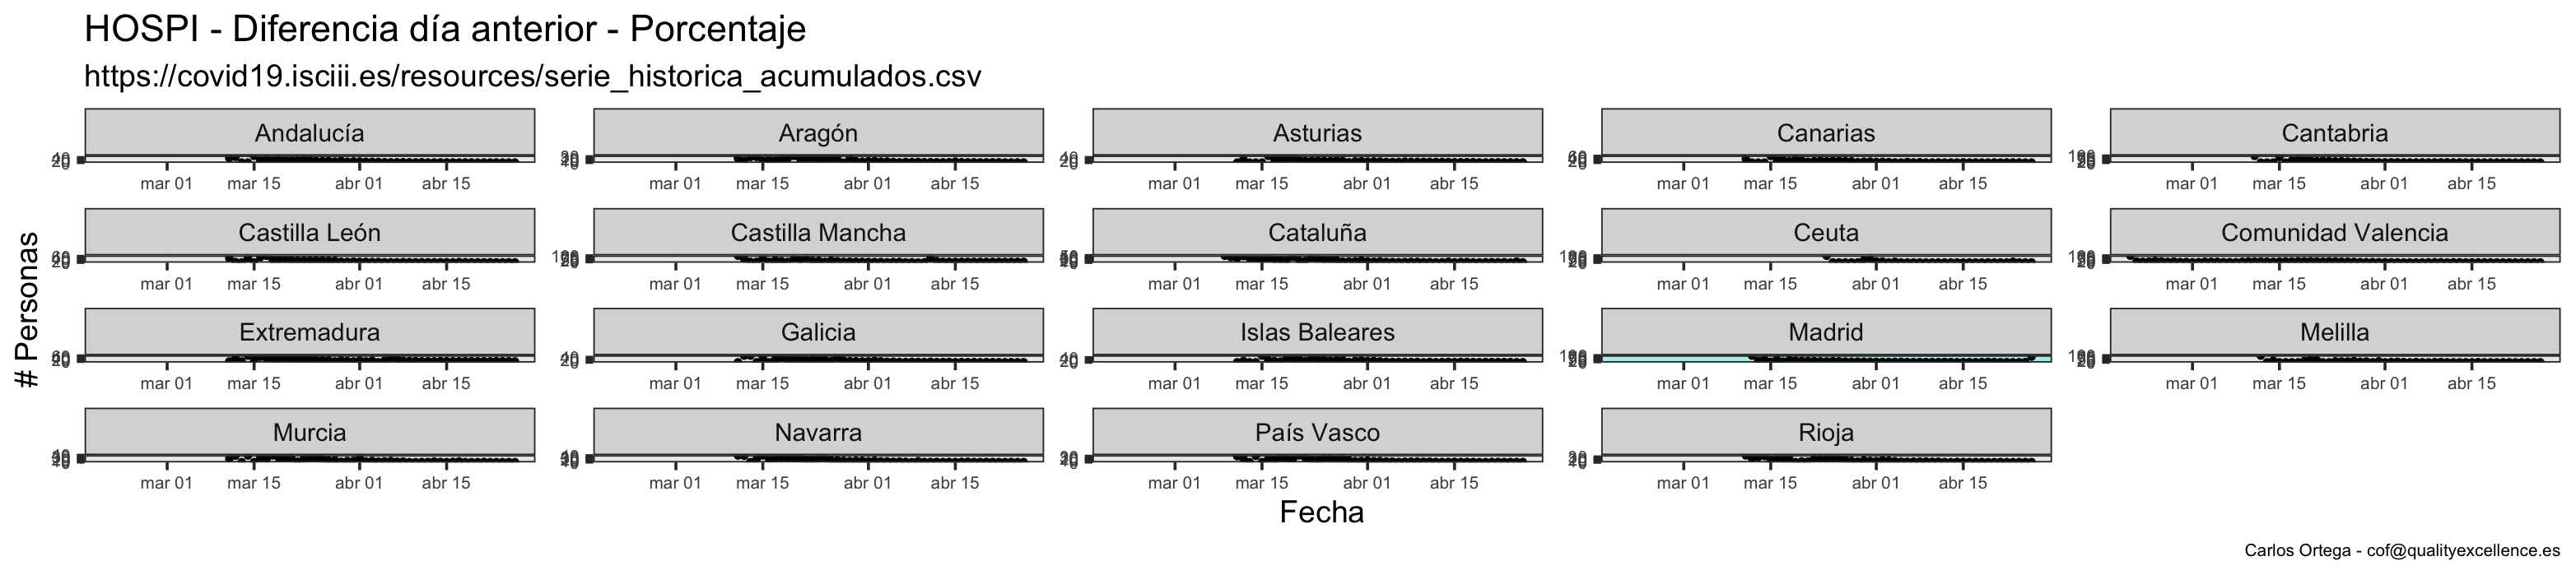 HOSPI - Diferencia día anterior - Porcentaje
https://covid19.isciii.es/resources/serie_historica_acumulados.csv
Andalucía Aragón Asturias Canarias Cantabria
mar 01 mar 15 abr 01 abr 15 mar 01 mar 15 abr 01 abr 15 mar 01 mar 15 abr 01 abr 15 mar 01 mar 15 abr 01 abr 15 mar 01 mar 15 abr 01 abr 15
Castilla León Castilla Mancha Cataluña Ceuta Comunidad Valencia
mar 01 mar 15 abr 01 abr 15 mar 01 mar 15 abr 01 abr 15 mar 01 mar 15 abr 01 abr 15 mar 01 mar 15 abr 01 abr 15 mar 01 mar 15 abr 01 abr 15
# Personas
Extremadura Galicia Islas Baleares Madrid Melilla
mar 01 mar 15 abr 01 abr 15 mar 01 mar 15 abr 01 abr 15 mar 01 mar 15 abr 01 abr 15 mar 01 mar 15 abr 01 abr 15 mar 01 mar 15 abr 01 abr 15
Murcia Navarra País Vasco Rioja
mar 01 mar 15 abr 01 abr 15 mar 01 mar 15 abr 01 abr 15 mar 01 mar 15 abr 01 abr 15 mar 01 mar 15 abr 01 abr 15
Fecha
Carlos Ortega - cof@qualityexcellence.es